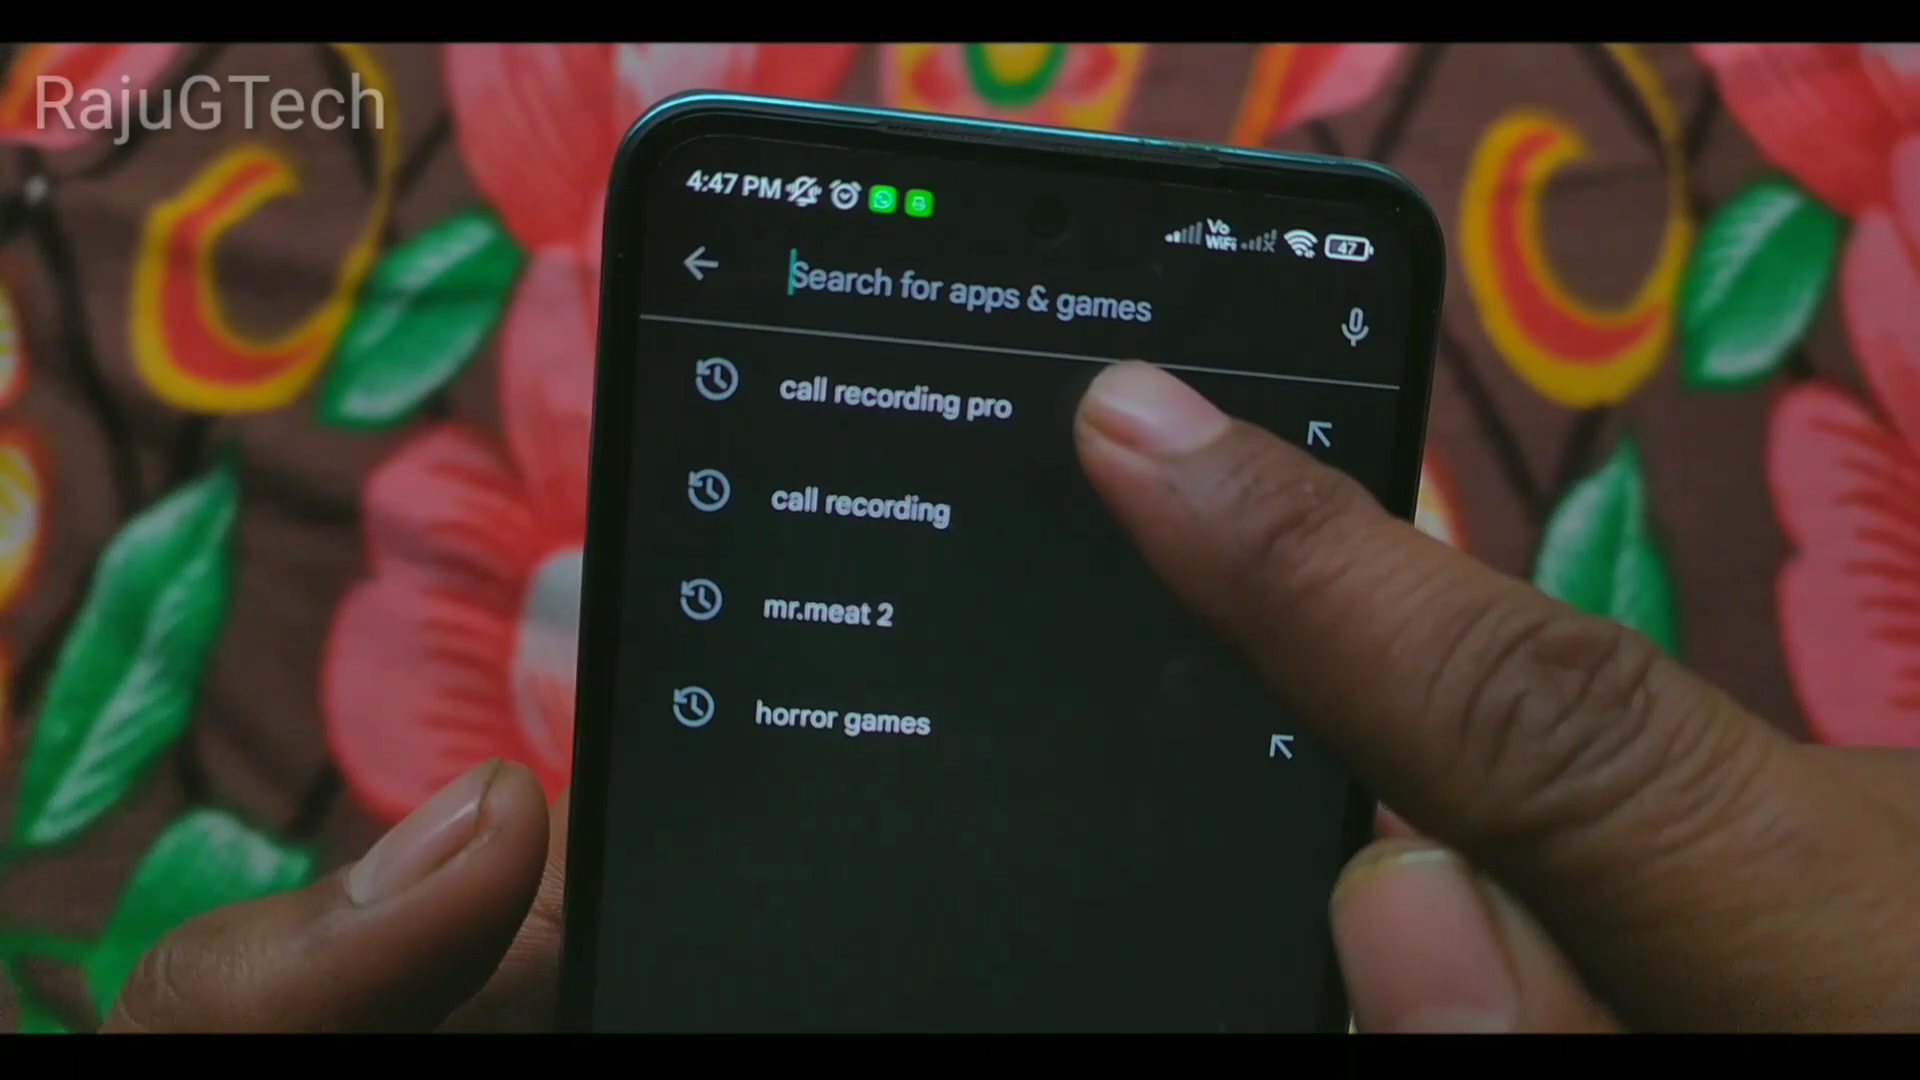 RajuGTech
4:47 PM
Vo
WiFi
47
Search for apps & games
call recording pro
call recording
mr.meat 2
horror games